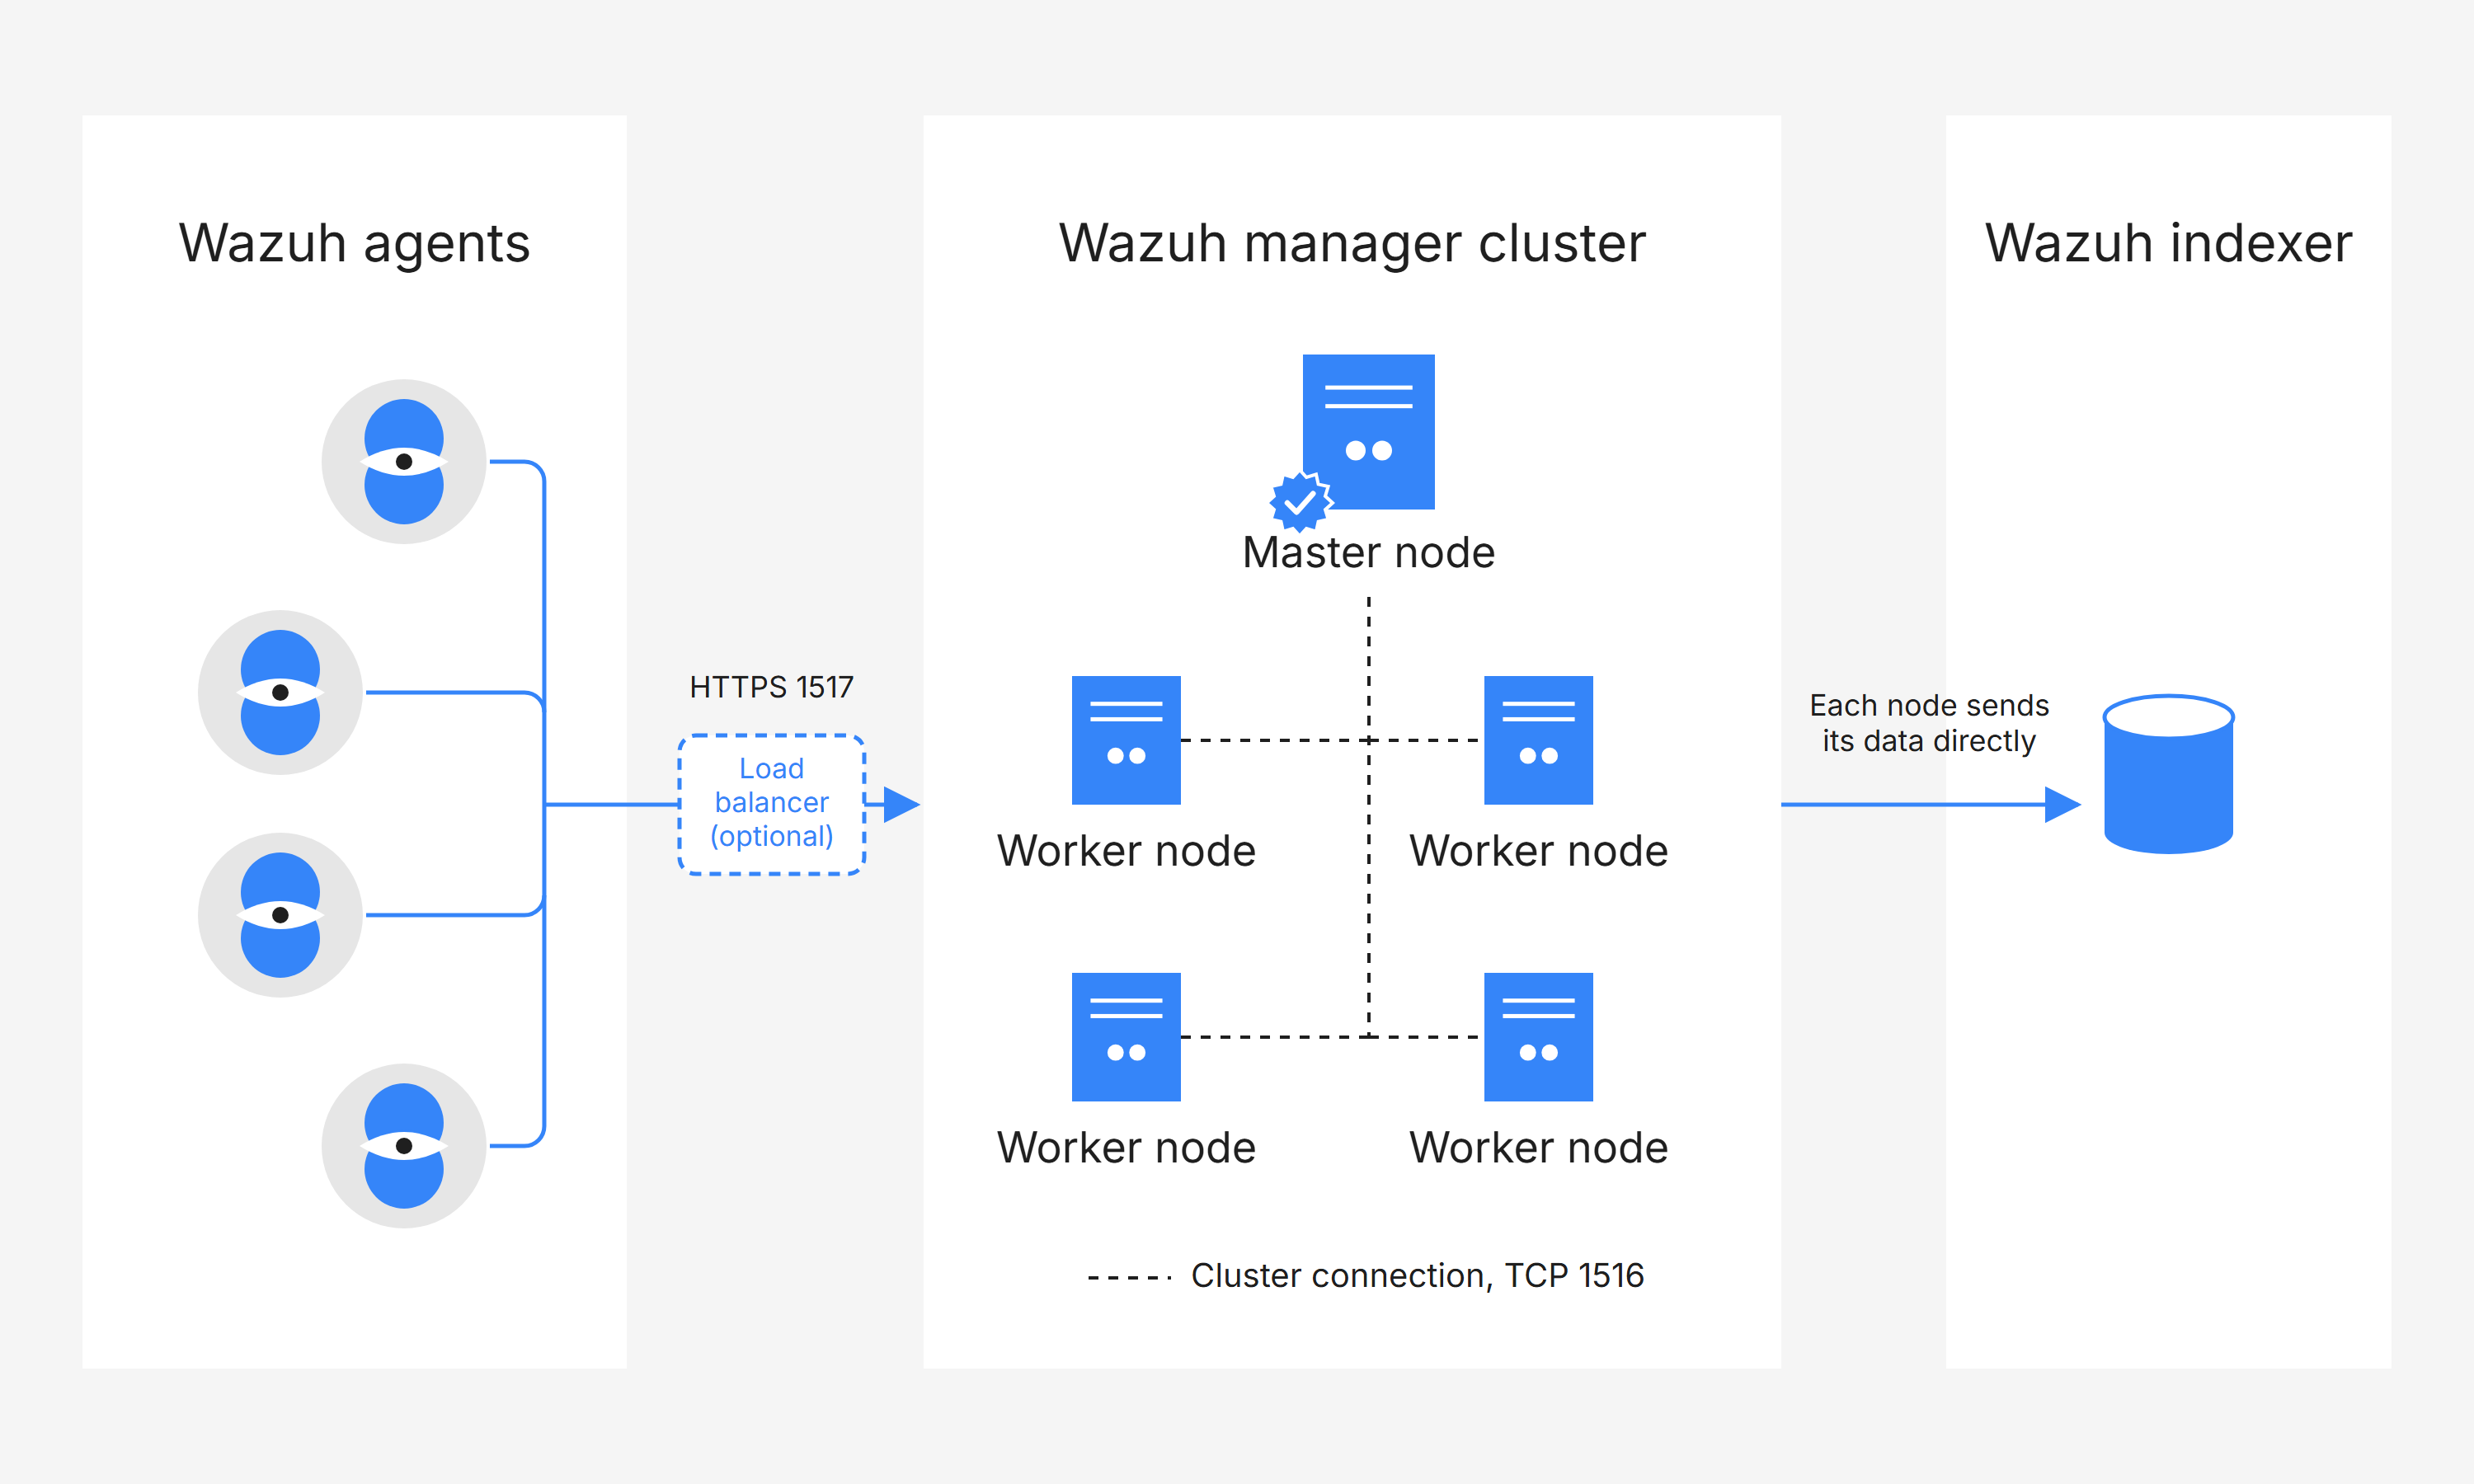 Wazuh agents
HTTPS 1517
Load
balancer
(optional)
Wazuh manager cluster
Master node
Worker node
Worker node
Worker node
Worker node
Cluster connection, TCP 1516
Each node sends
its data directly
Wazuh indexer